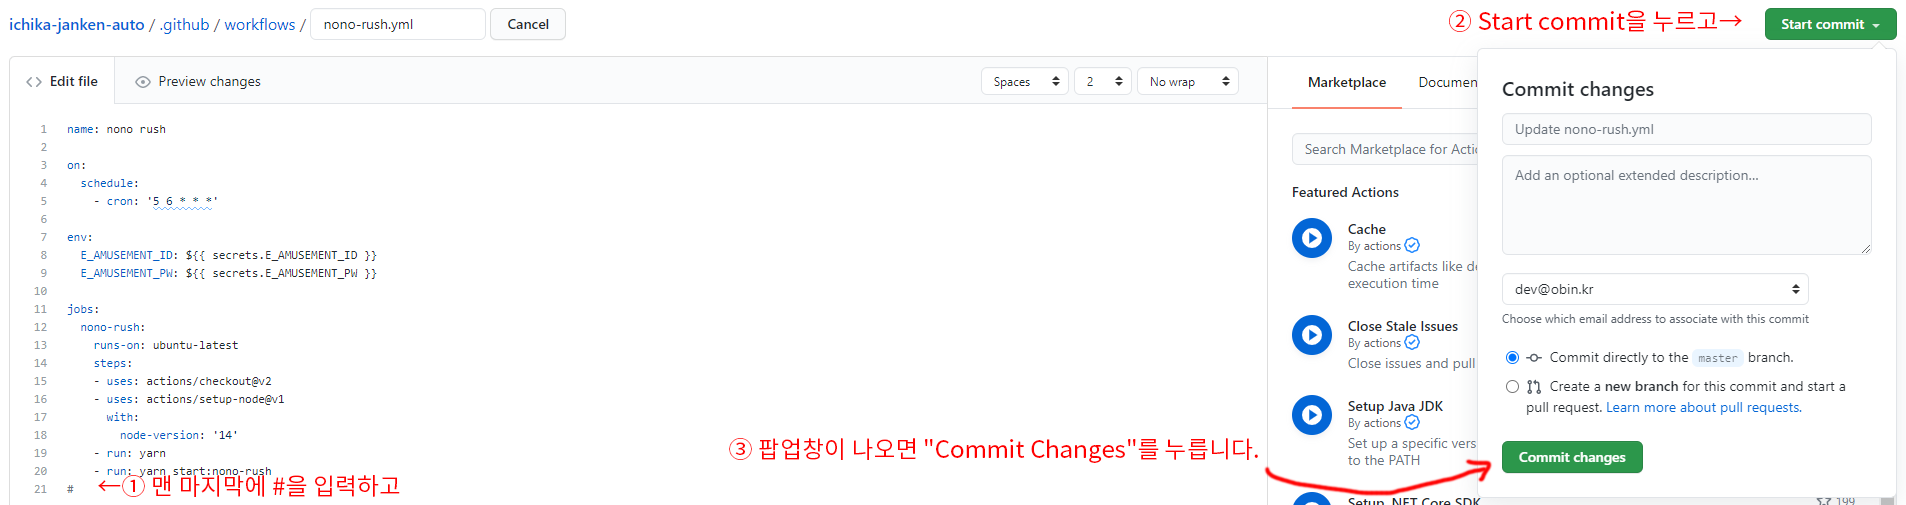 ichika-janken-auto / .github / workflows / nono-rush.yml Cancel
② Start commit을 누르고→
Start commit
Edit file
Preview changes
Spaces
2
No wrap
1 name: nono rush
2
3 on:
4 schedule:
5 - cron: '5 6 * * *'
6
7 env:
8 E_AMUSEMENT_ID: ${{ secrets.E_AMUSEMENT_ID }}
9 E_AMUSEMENT_PW: ${{ secrets.E_AMUSEMENT_PW }}
10
11 jobs:
12 nono-rush:
13 runs-on: ubuntu-latest
14 steps:
15 - uses: actions/checkout@v2
16 - uses: actions/setup-node@v1
17 with:
18 node-version: '14'
19 - run: yarn
20 - run: yarn start:nono-rush
21 #
←① 맨 마지막에 #을 입력하고
③ 팝업창이 나오면 "Commit Changes"를 누릅니다.
Marketplace
Documen
Search Marketplace for Actio
Featured Actions
Cache
By actions
Cache artifacts like de
execution time
Close Stale Issues
By actions
Close issues and pull
Setup Java JDK
By actions
Set up a specific vers
to the PATH
Setup .NET Core SDK
199
Commit changes
Update nono-rush.yml
Add an optional extended description...
dev@obin.kr
Choose which email address to associate with this commit
Commit directly to the master branch.
Create a new branch for this commit and start a
pull request. Learn more about pull requests.
Commit changes